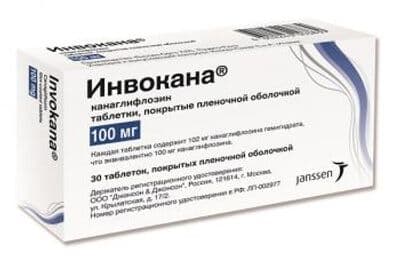 Инвокана®
канаглифлозин
таблетки, покрытые пленочной оболочкой
100 мг
Каждая таблетка содержит 102 мг канаглифлозина гемигидрата,
что эквивалентно 100 мг канаглифлозина.
30 таблеток, покрытых пленочной оболочкой
Держатель регистрационного удостоверения:
ООО "Джонсон & Джонсон", Россия, 121614, г. Москва,
ул. Крылатская, д. 17/2.
Номер регистрационного удостоверения в РФ: ЛП-002977
janssen
Инвокана®
100 мг